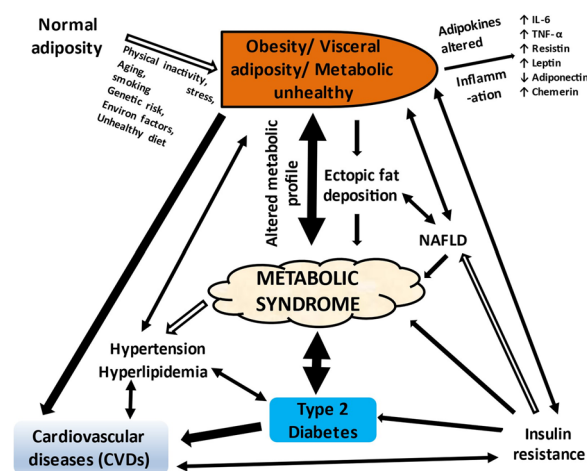 Normal
adiposity
Physical inactivity,
Aging, stress,
smoking
Genetic risk,
Environ factors,
Unhealthy diet
Obesity/ Visceral
adiposity/ Metabolic
unhealthy
Adipokines
altered
Inflamm
-ation
↑ IL-6
↑ TNF-α
↑ Resistin
↑ Leptin
↓ Adiponectin
↑ Chemerin
Altered metabolic
profile
Ectopic fat
deposition
NAFLD
METABOLIC
SYNDROME
Hypertension
Hyperlipidemia
Type 2
Diabetes
Cardiovascular
diseases (CVDs)
Insulin
resistance